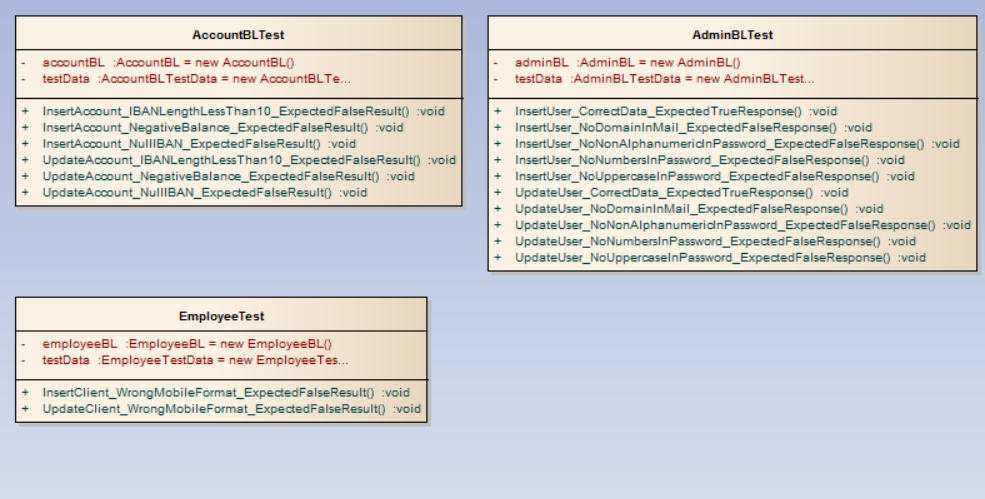 AccountBLTest
- accountBL :AccountBL = new AccountBL()
- testData :AccountBLTestData = new AccountBLTe...
+ InsertAccount_IBANLengthLessThan10_ExpectedFalseResult() :void
+ InsertAccount_NegativeBalance_ExpectedFalseResult() :void
+ InsertAccount_NullIBAN_ExpectedFalseResult() :void
+ UpdateAccount_IBANLengthLessThan10_ExpectedFalseResult() :void
+ UpdateAccount_NegativeBalance_ExpectedFalseResult() :void
+ UpdateAccount_NullIBAN_ExpectedFalseResult() :void
AdminBLTest
- adminBL :AdminBL = new AdminBL()
- testData :AdminBLTestData = new AdminBLTest...
+ InsertUser_CorrectData_ExpectedTrueResponse() :void
+ InsertUser_NoDomainInMail_ExpectedFalseResponse() :void
+ InsertUser_NoNonAlphanumericInPassword_ExpectedFalseResponse() :void
+ InsertUser_NoNumbersInPassword_ExpectedFalseResponse() :void
+ InsertUser_NoUppercaseInPassword_ExpectedFalseResponse() :void
+ UpdateUser_CorrectData_ExpectedTrueResponse() :void
+ UpdateUser_NoDomainInMail_ExpectedFalseResponse() :void
+ UpdateUser_NoNonAlphanumericInPassword_ExpectedFalseResponse() :void
+ UpdateUser_NoNumbersInPassword_ExpectedFalseResponse() :void
+ UpdateUser_NoUppercaseInPassword_ExpectedFalseResponse() :void
EmployeeTest
- employeeBL :EmployeeBL = new EmployeeBL()
- testData :EmployeeTestData = new EmployeeTes...
+ InsertClient_WrongMobileFormat_ExpectedFalseResult() :void
+ UpdateClient_WrongMobileFormat_ExpectedFalseResult() :void